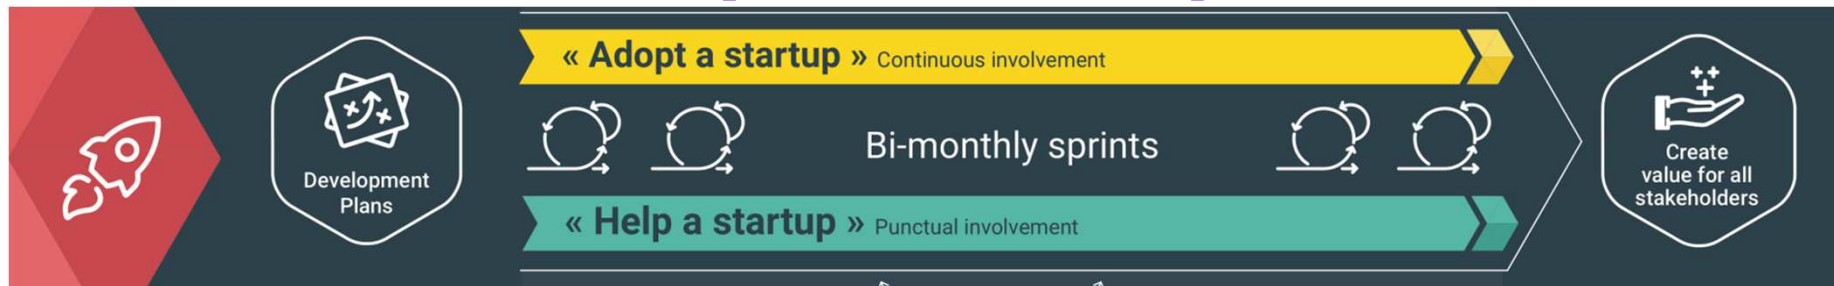 Development
Plans
« Adopt a startup » Continuous involvement
Bi-monthly sprints
« Help a startup » Punctual involvement
Create
value for all
stakeholders